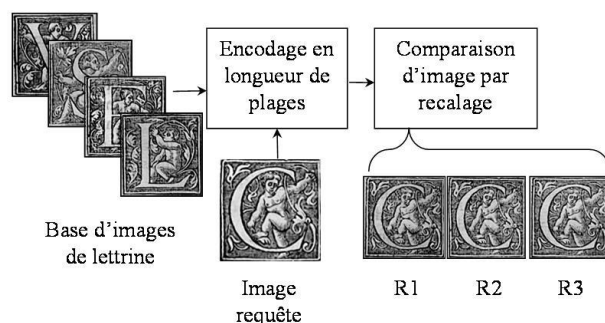 Encodage en
longueur de
plages
Comparaison
d'image par
recalage
Base d'images
de lettrine
Image
requête
R1 R2 R3